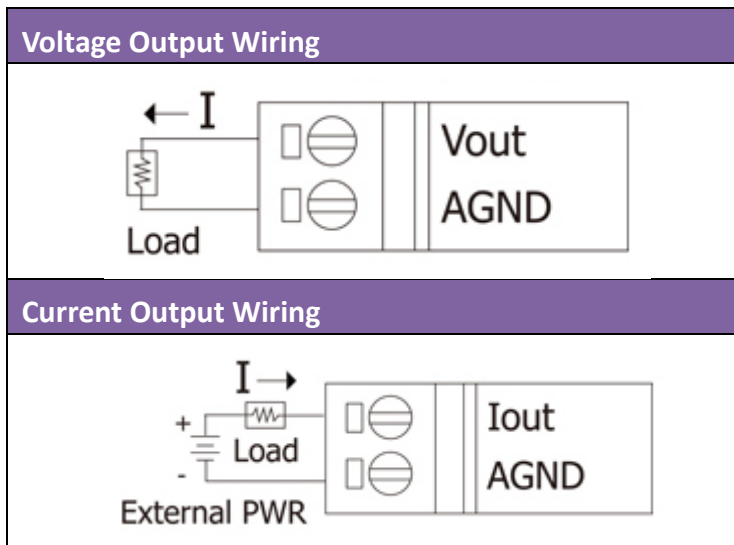 Voltage Output Wiring
← I
Vout
AGND
Load
Current Output Wiring
I →
+
Load
-
External PWR
Iout
AGND